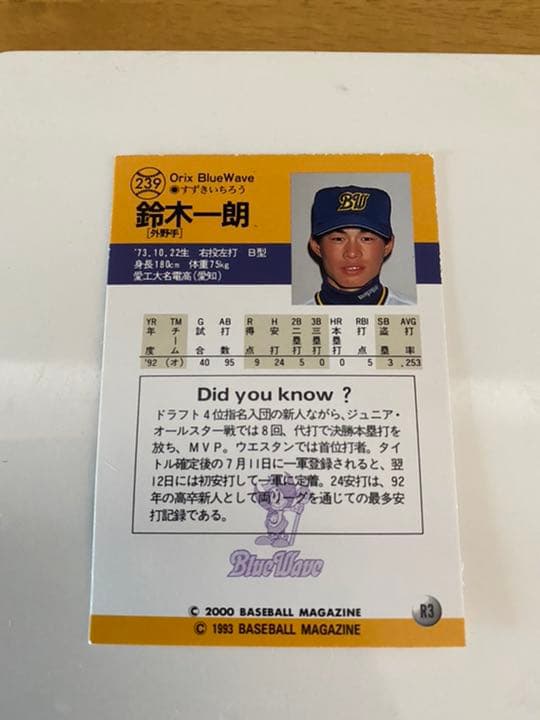 239
Orix BlueWave
◉すずきいちろう
鈴木一朗
[外野手]
BW
'73.10.22生 右投左打 B型
身長180cm 体重75kg
愛工大名電高(愛知)
YR TM G AB R H 2B 3B HR RBI SB AVG
年度 チーム 試合 打数 得点 安打 二塁打 三塁打 本塁打 打点 盗塁 打率
'92 (オ) 40 95 9 24 5 0 0 5 3 .253
Did you know ?
ドラフト4位指名入団の新人ながら、ジュニア・
オールスター戦では8回、代打で決勝本塁打を
放ち、MVP。ウエスタンでは首位打者。タイ
トル確定後の7月11日に一軍登録されると、翌
12日には初安打して一軍に定着。24安打は、92
年の高卒新人として両リーグを通じての最多安
打記録である。
BlueWave
© 2000 BASEBALL MAGAZINE
© 1993 BASEBALL MAGAZINE
R3